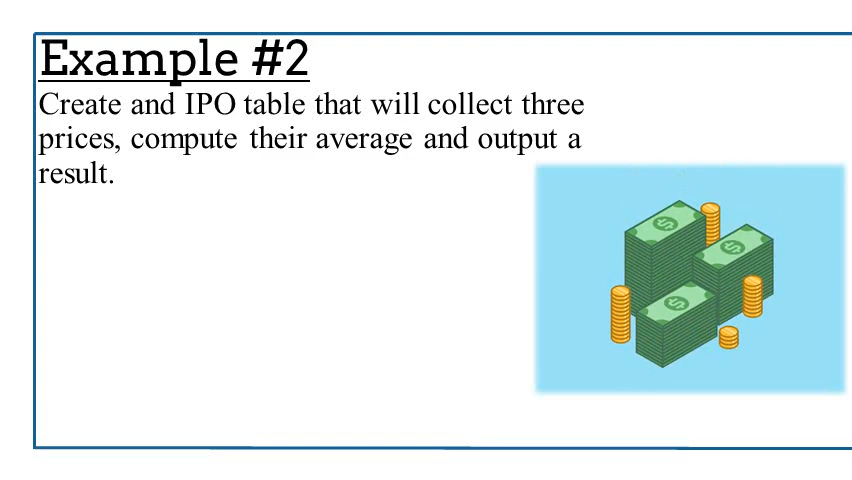 Example #2
Create and IPO table that will collect three
prices, compute their average and output a
result.